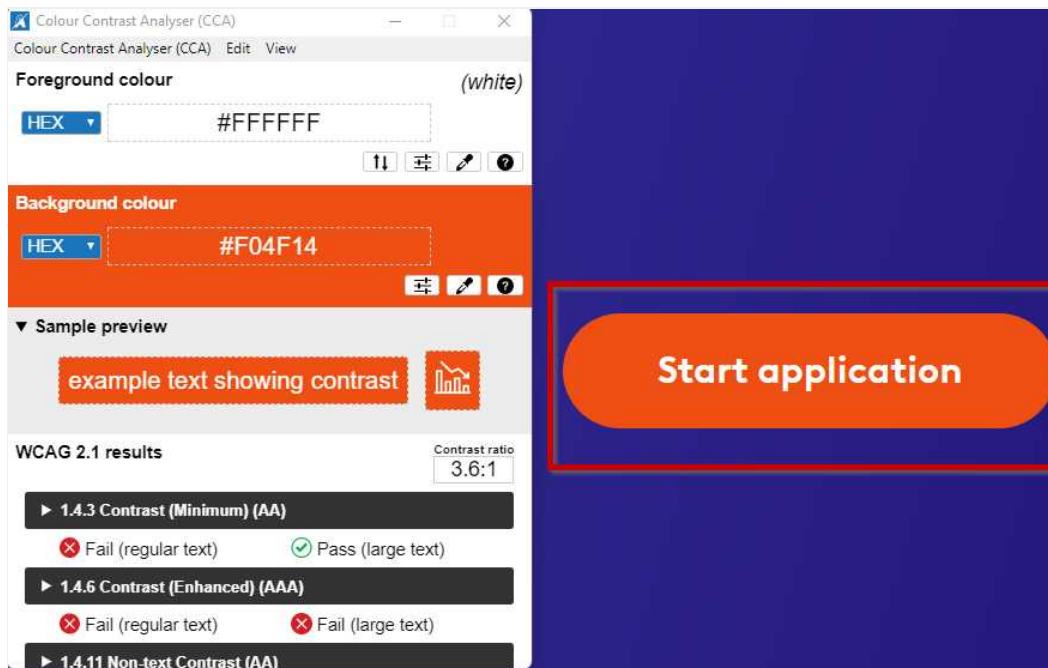 Colour Contrast Analyser (CCA)
Colour Contrast Analyser (CCA) Edit View
Foreground colour (white)
HEX #FFFFFF
Background colour
HEX #F04F14
▼ Sample preview
example text showing contrast
WCAG 2.1 results Contrast ratio
3.6:1
1.4.3 Contrast (Minimum) (AA)
Fail (regular text) Pass (large text)
1.4.6 Contrast (Enhanced) (AAA)
Fail (regular text) Fail (large text)
1.4.11 Non-text Contrast (AA)
Start application